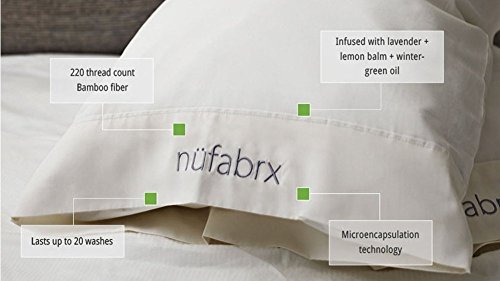 220 thread count
Bamboo fiber
Infused with lavender +
lemon balm + winter-
green oil
nüfabrx
Lasts up to 20 washes
Microencapsulation
technology